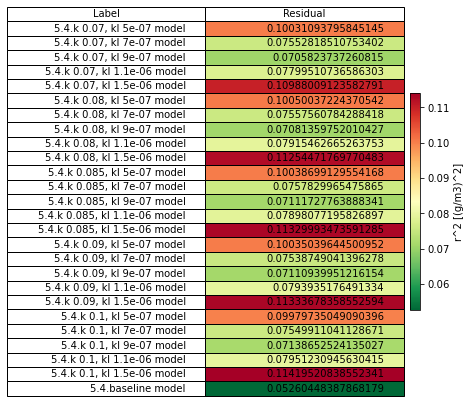 Label Residual
5.4.k 0.07, kl 5e-07 model 0.10031093795845145
5.4.k 0.07, kl 7e-07 model 0.07552818510753402
5.4.k 0.07, kl 9e-07 model 0.0705823737260815
5.4.k 0.07, kl 1.1e-06 model 0.07799510736586303
5.4.k 0.07, kl 1.5e-06 model 0.10988009123582791
5.4.k 0.08, kl 5e-07 model 0.10050037224370542
5.4.k 0.08, kl 7e-07 model 0.07557560784288418
5.4.k 0.08, kl 9e-07 model 0.07081359752010427
5.4.k 0.08, kl 1.1e-06 model 0.07915462665263753
5.4.k 0.08, kl 1.5e-06 model 0.11254471769770483
5.4.k 0.085, kl 5e-07 model 0.10038699129554168
5.4.k 0.085, kl 7e-07 model 0.0757829965475865
5.4.k 0.085, kl 9e-07 model 0.07111727763888341
5.4.k 0.085, kl 1.1e-06 model 0.07898077195826897
5.4.k 0.085, kl 1.5e-06 model 0.11329993473591285
5.4.k 0.09, kl 5e-07 model 0.10035039644500952
5.4.k 0.09, kl 7e-07 model 0.07538749041396278
5.4.k 0.09, kl 9e-07 model 0.07110939951216154
5.4.k 0.09, kl 1.1e-06 model 0.0793935176491334
5.4.k 0.09, kl 1.5e-06 model 0.11333678358552594
5.4.k 0.1, kl 5e-07 model 0.09979735049090396
5.4.k 0.1, kl 7e-07 model 0.07549911041128671
5.4.k 0.1, kl 9e-07 model 0.0713865252413​5027
5.4.k 0.1, kl 1.1e-06 model 0.07951230945630415
5.4.k 0.1, kl 1.5e-06 model 0.11419520838552341
5.4.baseline model 0.05260448387868179
0.11
0.10
0.09
0.08
0.07
0.06
r^2 [(g/m3)^2]